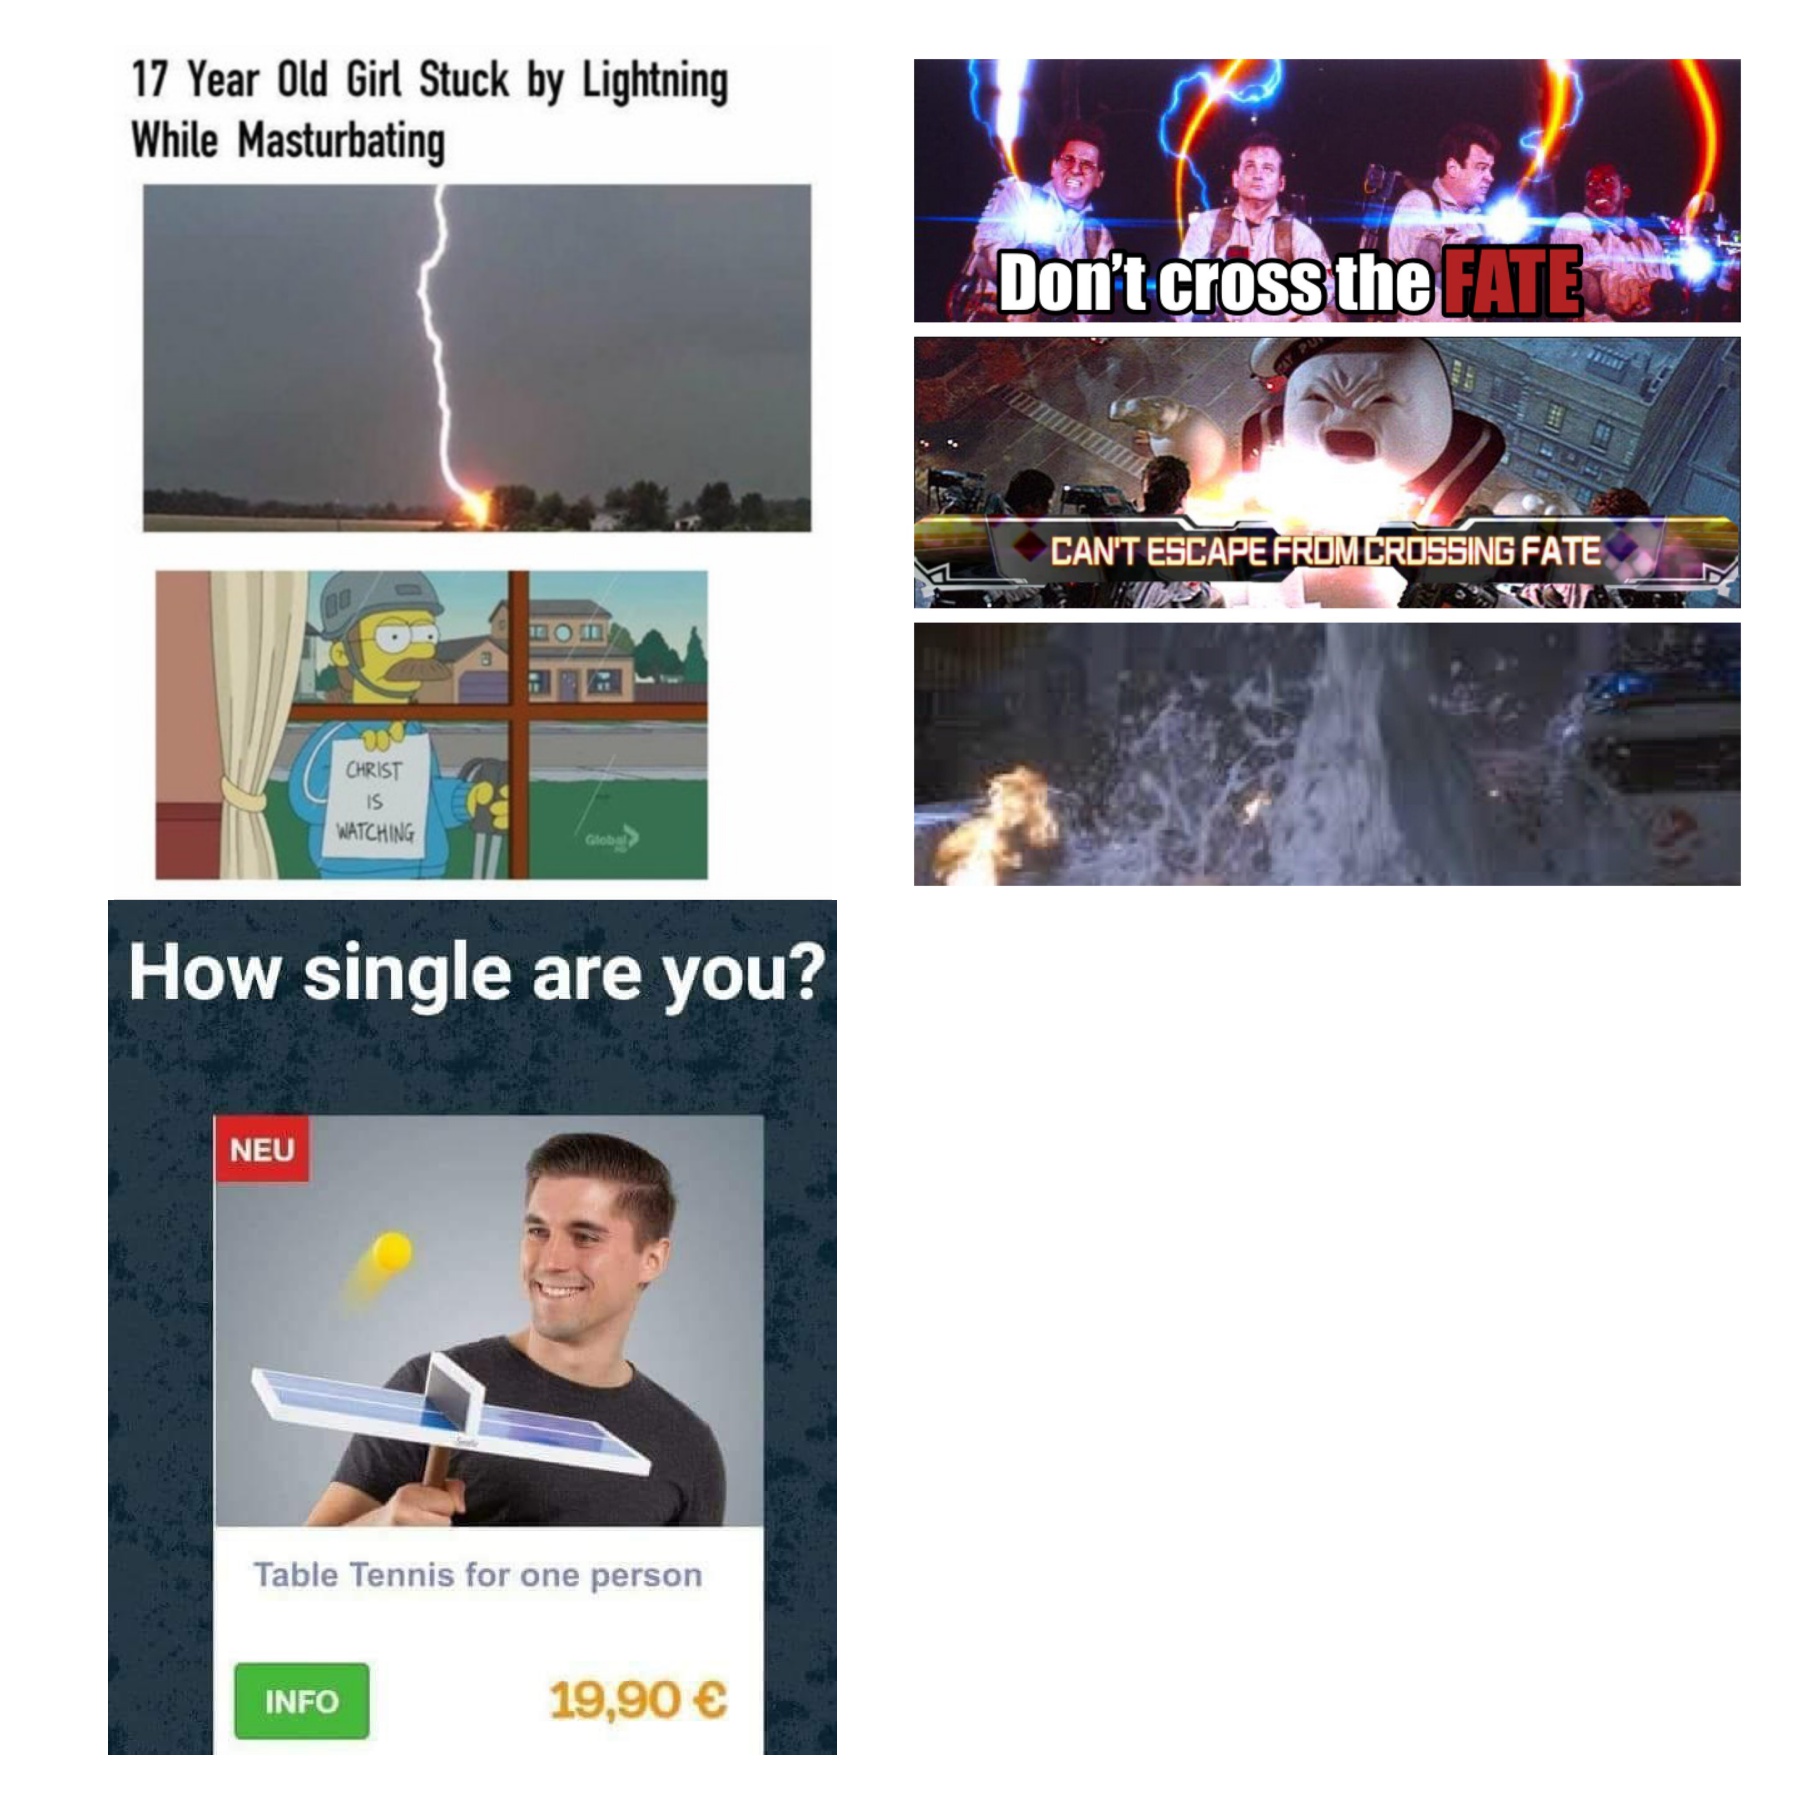 17 Year Old Girl Stuck by Lightning
While Masturbating
CHRIST
IS
WATCHING
Global
HD
Don't cross the FATE
CAN'T ESCAPE FROM CROSSING FATE
How single are you?
NEU
Table Tennis for one person
INFO
19,90 €